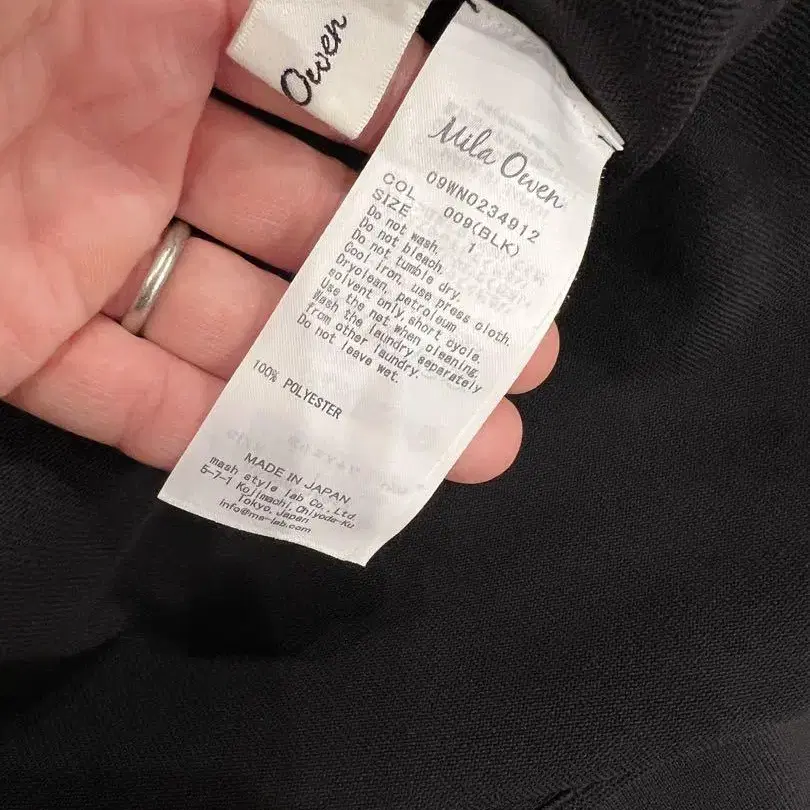 Owen
Mila Owen
09WN0234912
COL 009(BLK)
SIZE 1
Do not wash.
Do not bleach.
Do not tumble dry.
Cool iron, use press cloth.
Dryclean, petroleum
solvent only,short cycle.
Use the net when cleaning.
Wash the laundry separately
from other laundry.
Do not leave wet.
100% POLYESTER
MADE IN JAPAN
mash style lab Co., Ltd.
5-7-1 Kojimachi,Chiyoda-Ku
Tokyo,Japan
info@ms-lab.com